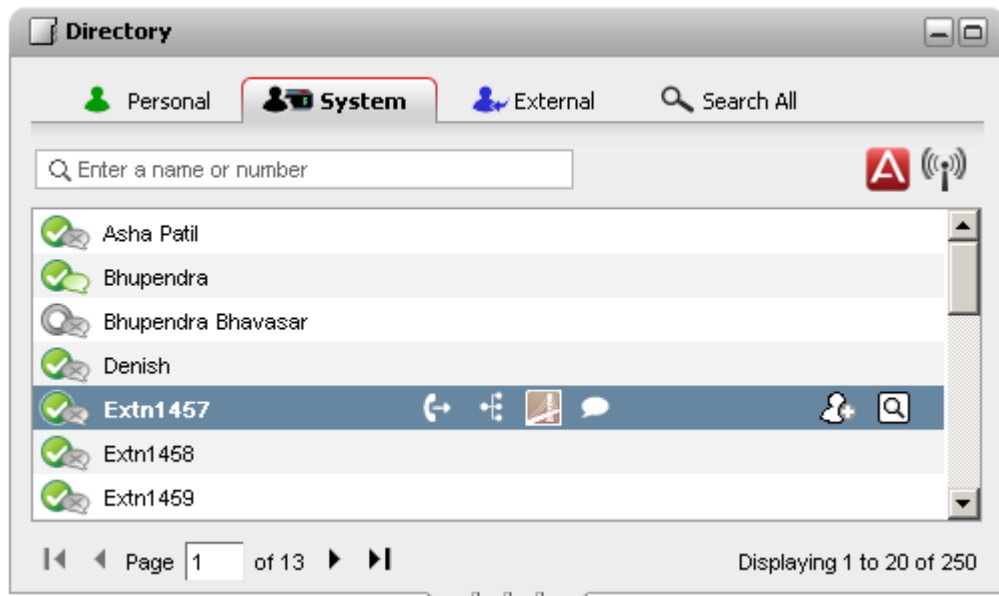 Directory
Personal System External Search All
Enter a name or number
A
Asha Patil
Bhupendra
Bhupendra Bhavasar
Denish
Extn1457
Extn1458
Extn1459
Page 1 of 13 Displaying 1 to 20 of 250